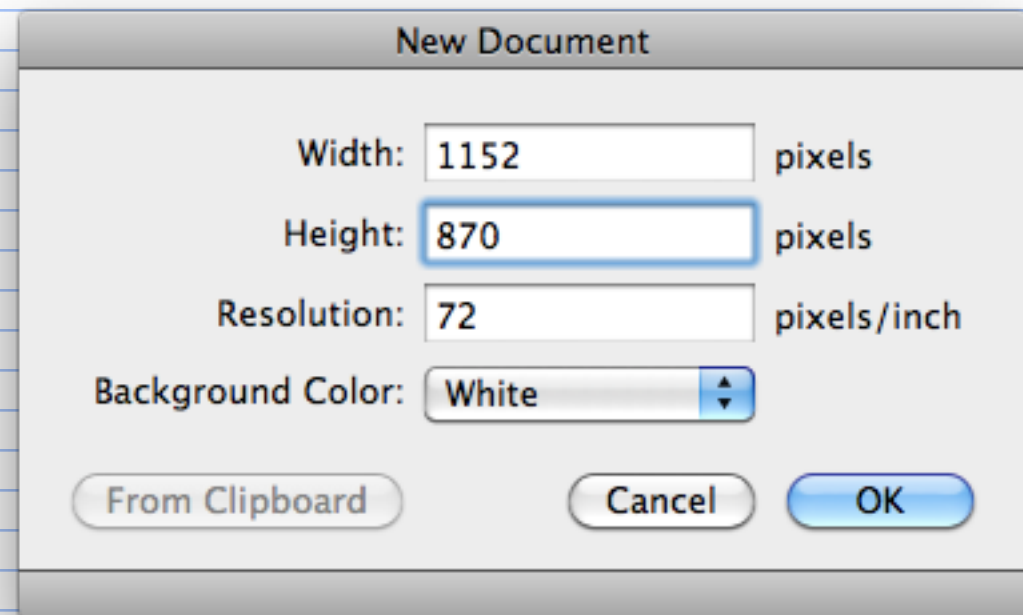 New Document
Width: 1152 pixels
Height: 870 pixels
Resolution: 72 pixels/inch
Background Color: White
From Clipboard Cancel OK